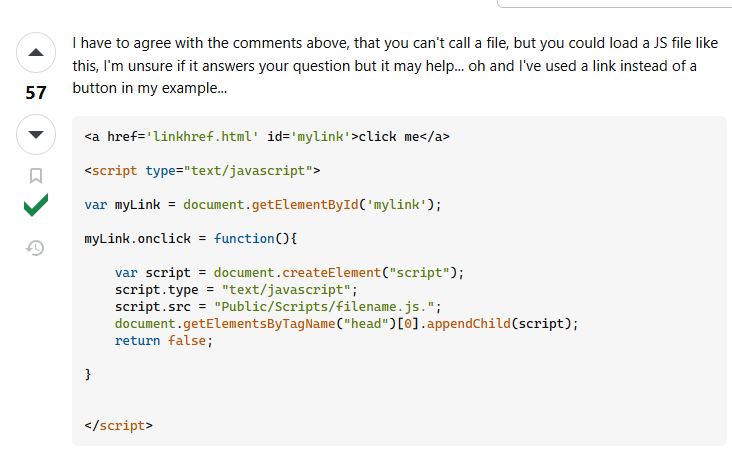 I have to agree with the comments above, that you can't call a file, but you could load a JS file like
this, I'm unsure if it answers your question but it may help... oh and I've used a link instead of a
button in my example...
57
<a href='linkhref.html' id='mylink'>click me</a>
<script type="text/javascript">
var myLink = document.getElementById('mylink');
myLink.onclick = function(){
    var script = document.createElement("script");
    script.type = "text/javascript";
    script.src = "Public/Scripts/filename.js.";
    document.getElementsByTagName("head")[0].appendChild(script);
    return false;
}
</script>